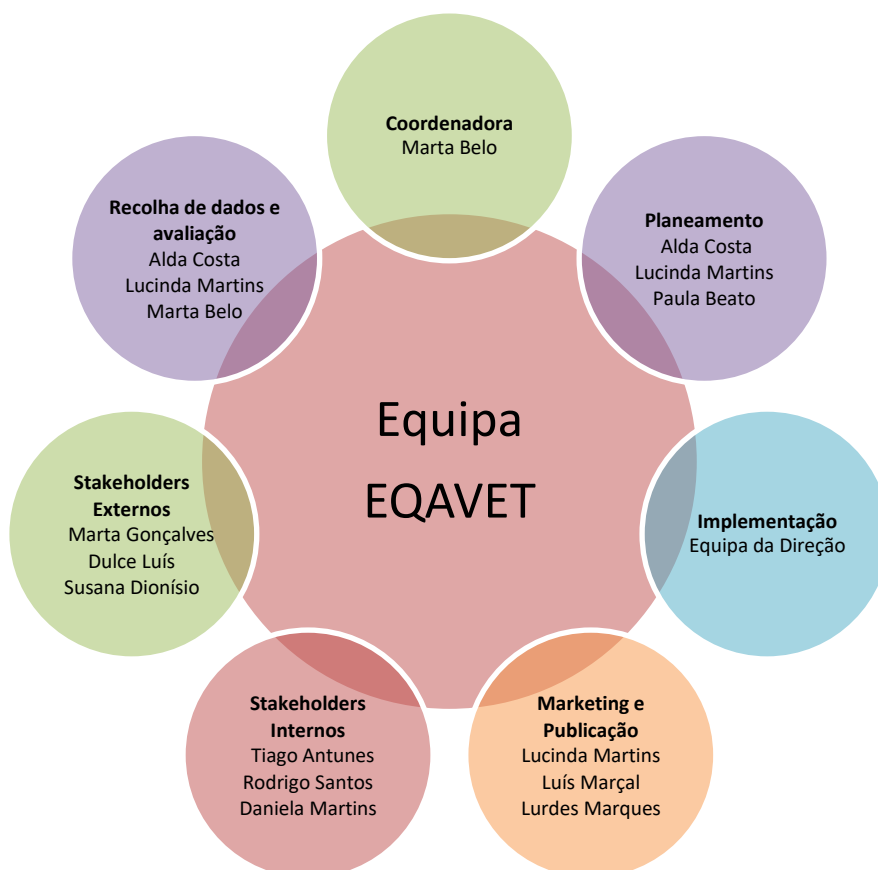 Coordenadora
Marta Belo
Planeamento
Alda Costa
Lucinda Martins
Paula Beato
Implementação
Equipa da Direção
Marketing e
Publicação
Lucinda Martins
Luís Marçal
Lurdes Marques
Stakeholders
Internos
Tiago Antunes
Rodrigo Santos
Daniela Martins
Stakeholders
Externos
Marta Gonçalves
Dulce Luís
Susana Dionísio
Recolha de dados e
avaliação
Alda Costa
Lucinda Martins
Marta Belo
Equipa
EQAVET